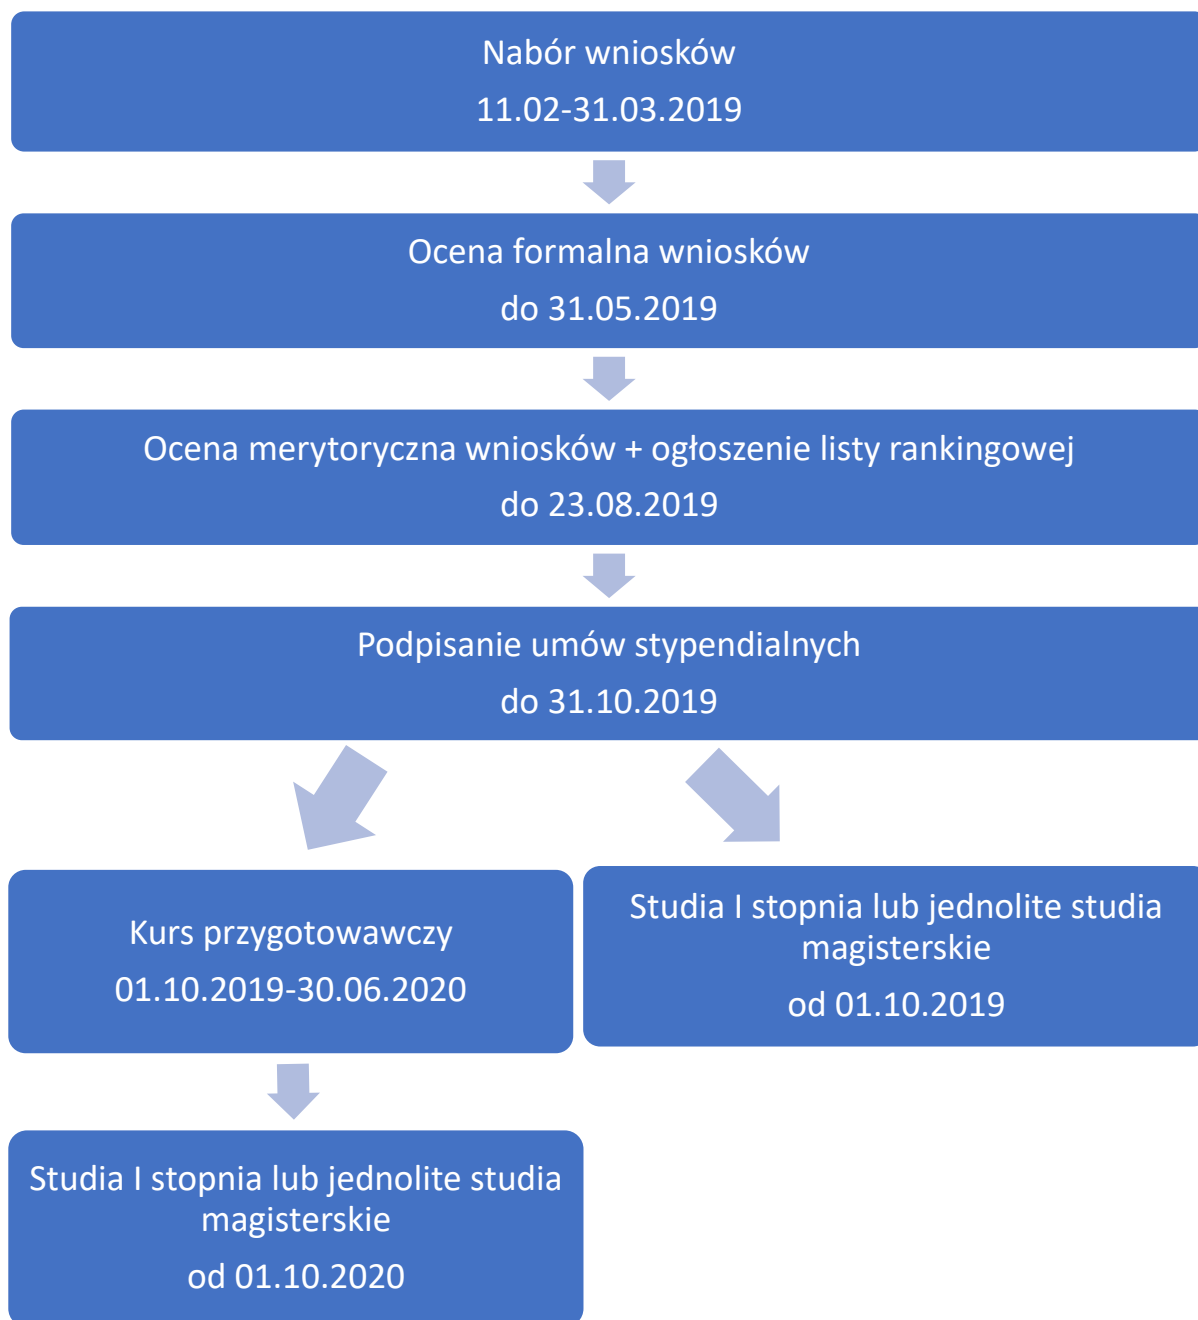 Nabór wniosków
11.02-31.03.2019
Ocena formalna wniosków
do 31.05.2019
Ocena merytoryczna wniosków + ogłoszenie listy rankingowej
do 23.08.2019
Podpisanie umów stypendialnych
do 31.10.2019
Kurs przygotowawczy
01.10.2019-30.06.2020
Studia I stopnia lub jednolite studia
magisterskie
od 01.10.2019
Studia I stopnia lub jednolite studia
magisterskie
od 01.10.2020